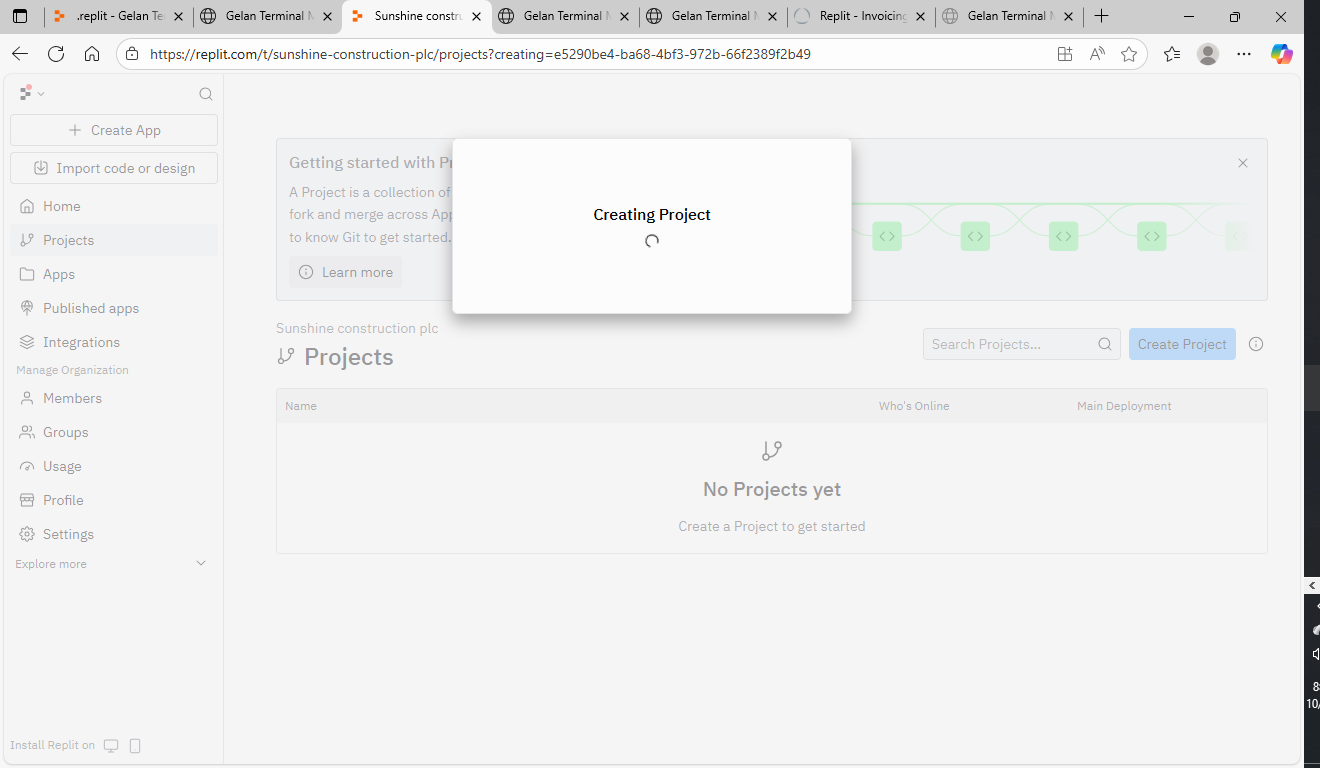 .replit - Gelan Te
Gelan Terminal M
Sunshine constru
Gelan Terminal M
Gelan Terminal M
Replit - Invoicing
Gelan Terminal M
https://replit.com/t/sunshine-construction-plc/projects?creating=e5290be4-ba68-4bf3-972b-66f2389f2b49
Create App
Import code or design
Home
Projects
Apps
Published apps
Integrations
Manage Organization
Members
Groups
Usage
Profile
Settings
Explore more
Install Replit on
Getting started with Pr
A Project is a collection of
fork and merge across App
to know Git to get started.
Learn more
Creating Project
Sunshine construction plc
Projects
Search Projects...
Create Project
Name
Who's Online
Main Deployment
No Projects yet
Create a Project to get started
8:
10/